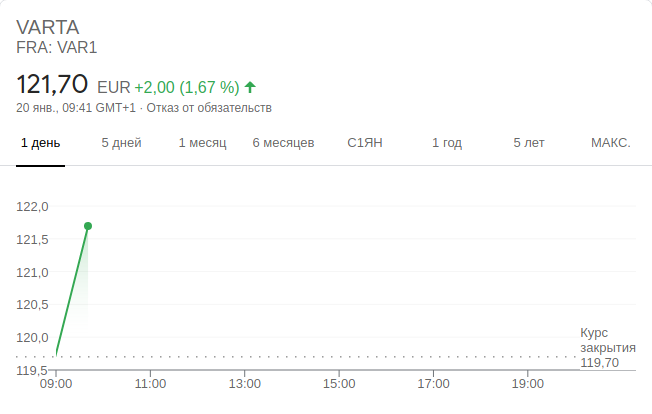 VARTA
FRA: VAR1
121,70 EUR +2,00 (1,67 %)
20 янв., 09:41 GMT+1 · Отказ от обязательств
1 день 5 дней 1 месяц 6 месяцев С1ЯН 1 год 5 лет МАКС.
122,0
121,5
121,0
120,5
120,0
119,5
Курс
закрытия
119,70
09:00 11:00 13:00 15:00 17:00 19:00